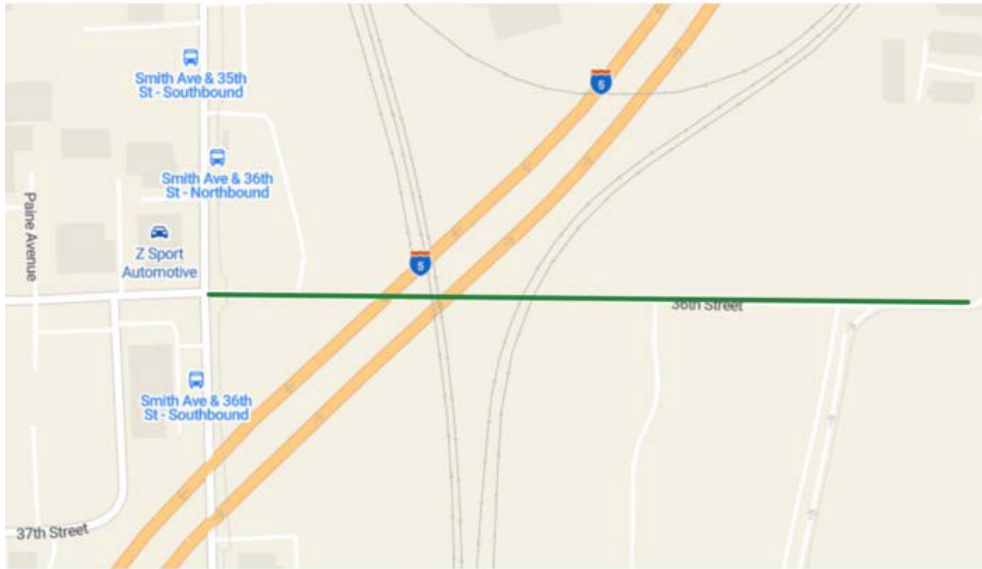 Smith Ave & 35th
St - Southbound
5
Smith Ave & 36th
St - Northbound
Paine Avenue
Z Sport
Automotive
5
36th Street
Smith Ave & 36th
St - Southbound
37th Street